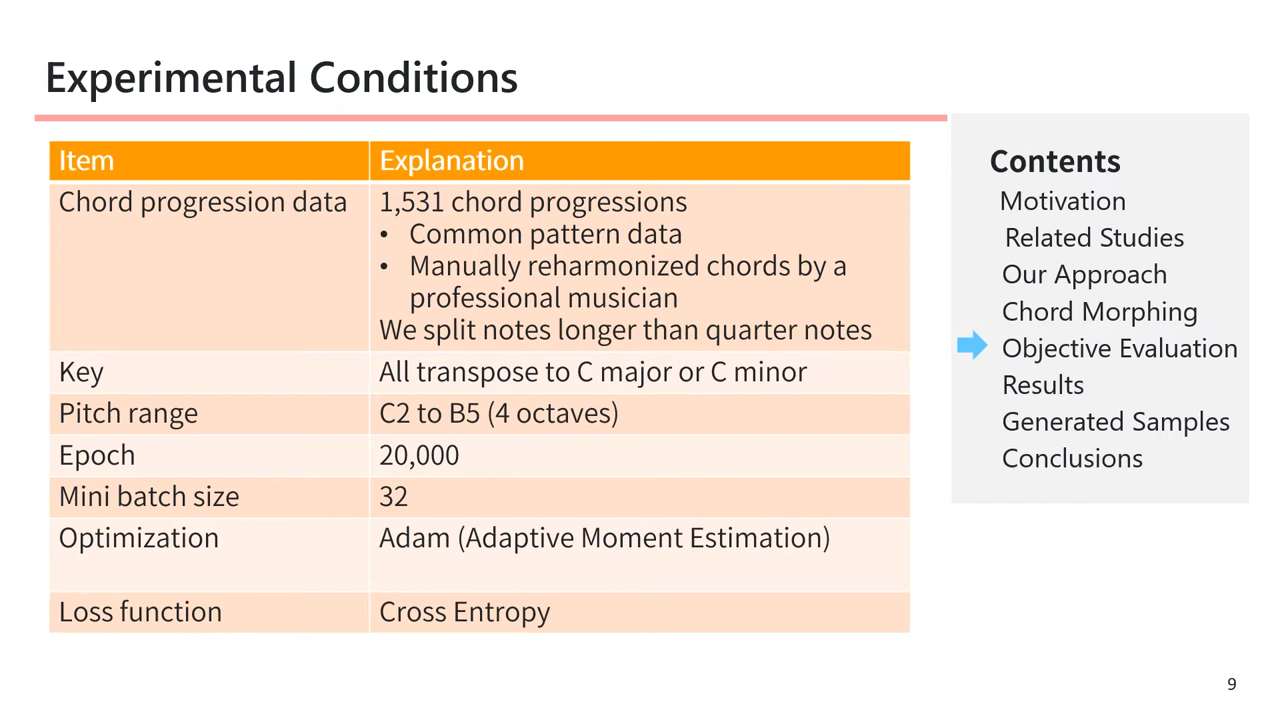 Experimental Conditions
Item Explanation
Chord progression data 1,531 chord progressions
• Common pattern data
• Manually reharmonized chords by a
professional musician
We split notes longer than quarter notes
Key All transpose to C major or C minor
Pitch range C2 to B5 (4 octaves)
Epoch 20,000
Mini batch size 32
Optimization Adam (Adaptive Moment Estimation)
Loss function Cross Entropy
Contents
Motivation
Related Studies
Our Approach
Chord Morphing
Objective Evaluation
Results
Generated Samples
Conclusions
9